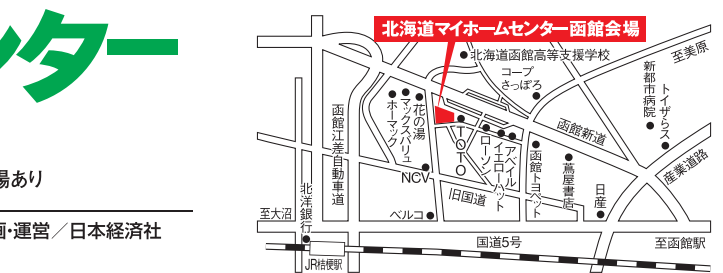 ンター
場あり
画・運営／日本経済社
北海道マイホームセンター函館会場
北海道函館高等支援学校
コープ
さっぽろ
至美原
新都市病院
トイザらス
函館江差自動車道
ホーマック
マックスバリュ
花の湯
TOTO
ローソン
イエローハット
アベイル
函館新道
函館トヨペット
蔦屋書店
日産
産業道路
NCV
旧国道
北洋銀行
至大沼
ベルコ
国道5号
至函館駅
JR桔梗駅